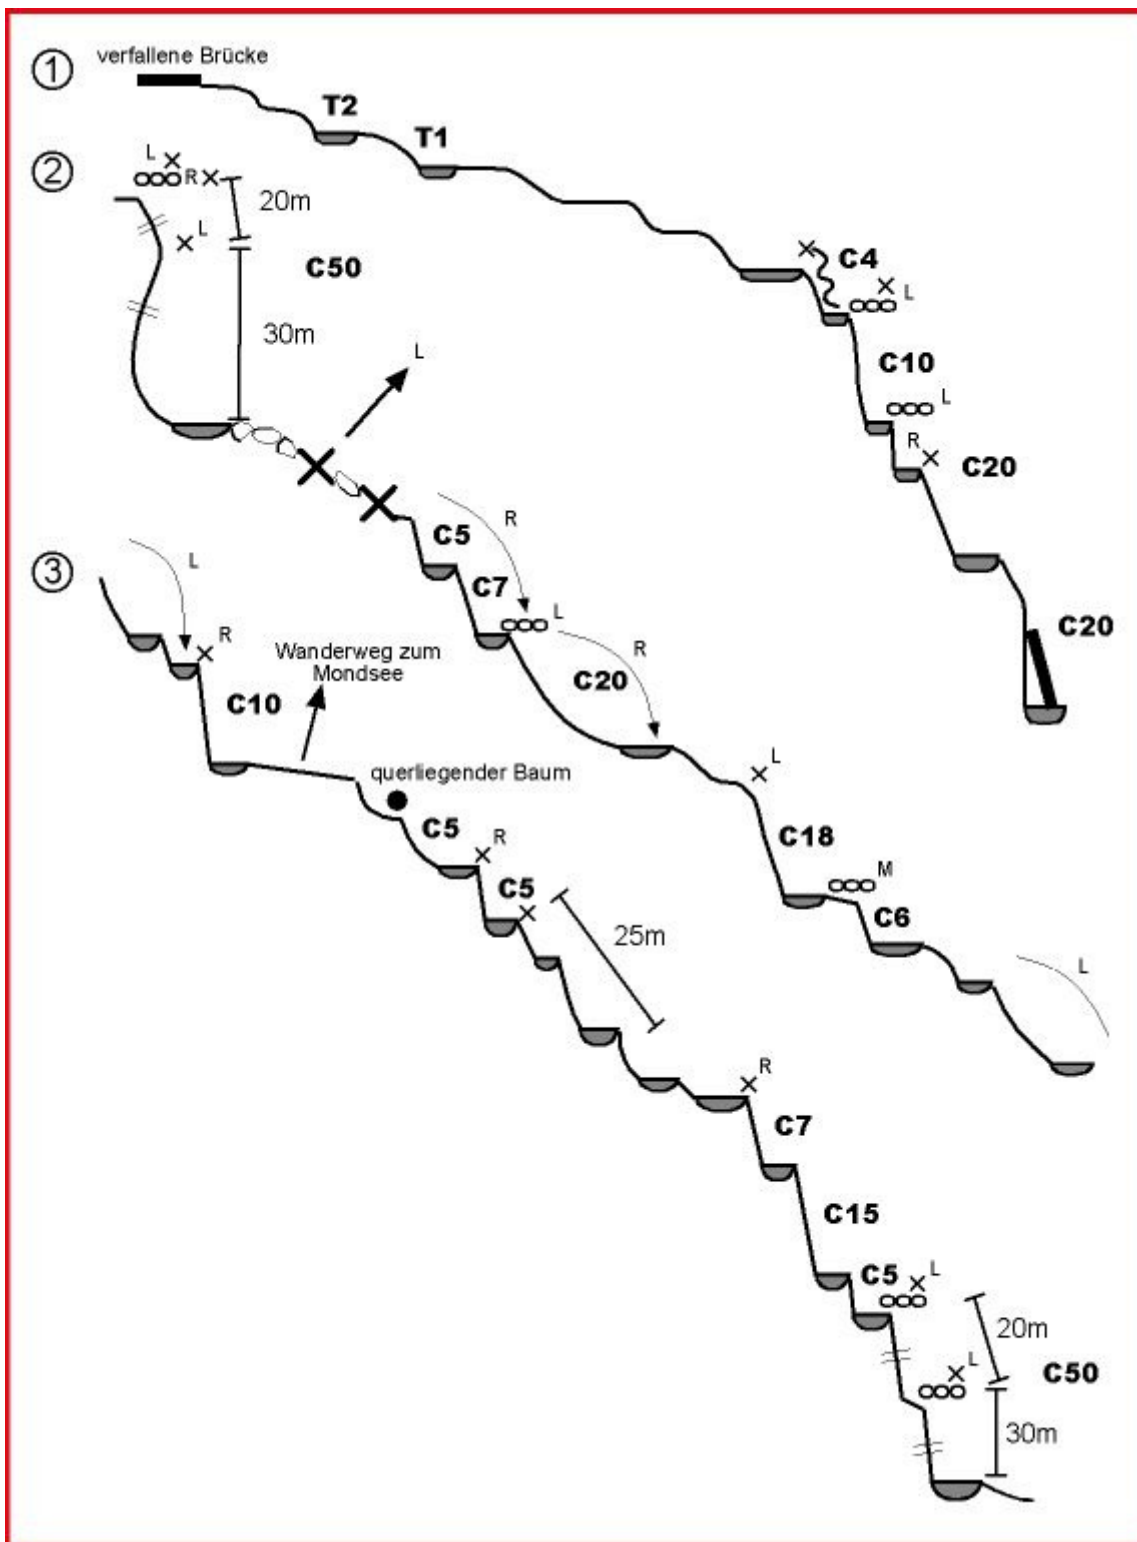 1
verfallene Brücke
T2
T1
C4
L
C10
L
R
C20
C20
2
L
R
20m
L
C50
30m
L
C5
R
C7
L
R
C20
L
C18
M
C6
L
3
L
R
C10
Wanderweg zum
Mondsee
querliegender Baum
C5
R
C5
25m
R
C7
C15
C5
L
20m
L
C50
30m